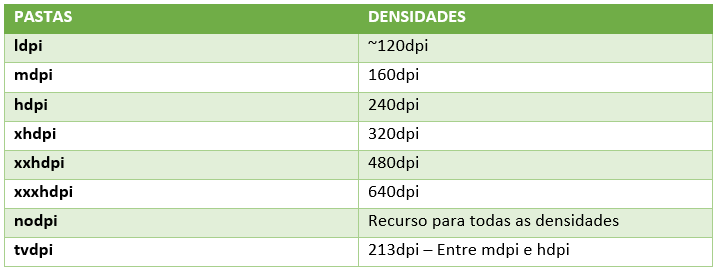 PASTAS DENSIDADES
ldpi ~120dpi
mdpi 160dpi
hdpi 240dpi
xhdpi 320dpi
xxhdpi 480dpi
xxxhdpi 640dpi
nodpi Recurso para todas as densidades
tvdpi 213dpi – Entre mdpi e hdpi